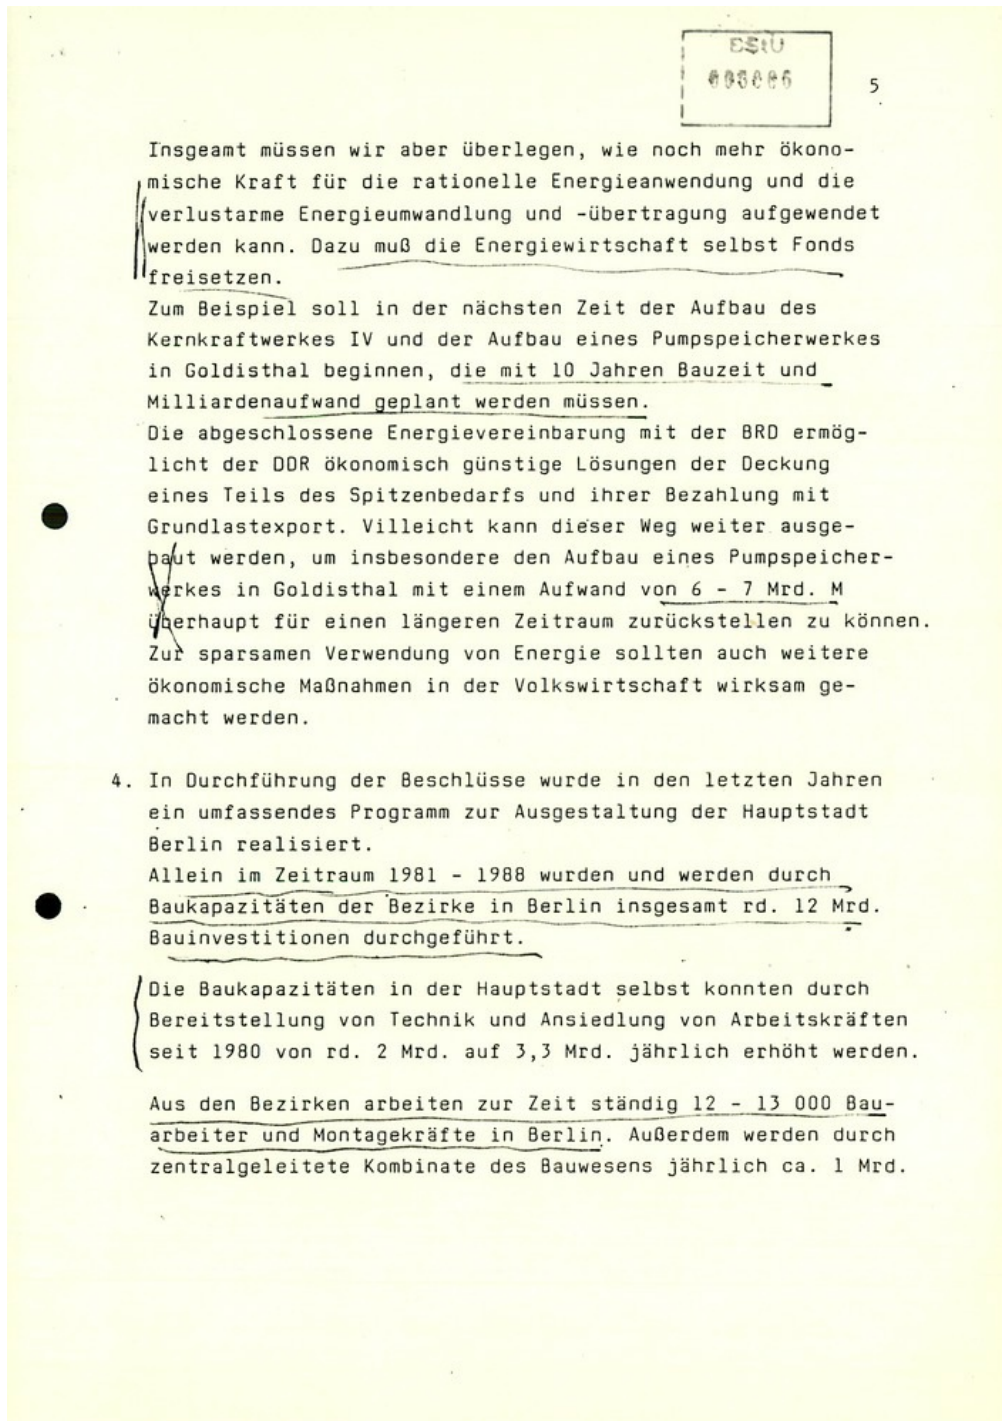 BStU
5
Insgeamt müssen wir aber überlegen, wie noch mehr ökono-
mische Kraft für die rationelle Energieanwendung und die
verlustarme Energieumwandlung und -übertragung aufgewendet
werden kann. Dazu muß die Energiewirtschaft selbst Fonds
freisetzen.
Zum Beispiel soll in der nächsten Zeit der Aufbau des
Kernkraftwerkes IV und der Aufbau eines Pumpspeicherwerkes
in Goldisthal beginnen, die mit 10 Jahren Bauzeit und
Milliardenaufwand geplant werden müssen.
Die abgeschlossene Energievereinbarung mit der BRD ermög-
licht der DDR ökonomisch günstige Lösungen der Deckung
eines Teils des Spitzenbedarfs und ihrer Bezahlung mit
Grundlastexport. Villeicht kann dieser Weg weiter ausge-
baut werden, um insbesondere den Aufbau eines Pumpspeicher-
werkes in Goldisthal mit einem Aufwand von 6 - 7 Mrd. M
überhaupt für einen längeren Zeitraum zurückstellen zu können.
Zur sparsamen Verwendung von Energie sollten auch weitere
ökonomische Maßnahmen in der Volkswirtschaft wirksam ge-
macht werden.
4. In Durchführung der Beschlüsse wurde in den letzten Jahren
ein umfassendes Programm zur Ausgestaltung der Hauptstadt
Berlin realisiert.
Allein im Zeitraum 1981 - 1988 wurden und werden durch
Baukapazitäten der Bezirke in Berlin insgesamt rd. 12 Mrd.
Bauinvestitionen durchgeführt.
Die Baukapazitäten in der Hauptstadt selbst konnten durch
Bereitstellung von Technik und Ansiedlung von Arbeitskräften
seit 1980 von rd. 2 Mrd. auf 3,3 Mrd. jährlich erhöht werden.
Aus den Bezirken arbeiten zur Zeit ständig 12 - 13 000 Bau-
arbeiter und Montagekräfte in Berlin. Außerdem werden durch
zentralgeleitete Kombinate des Bauwesens jährlich ca. 1 Mrd.